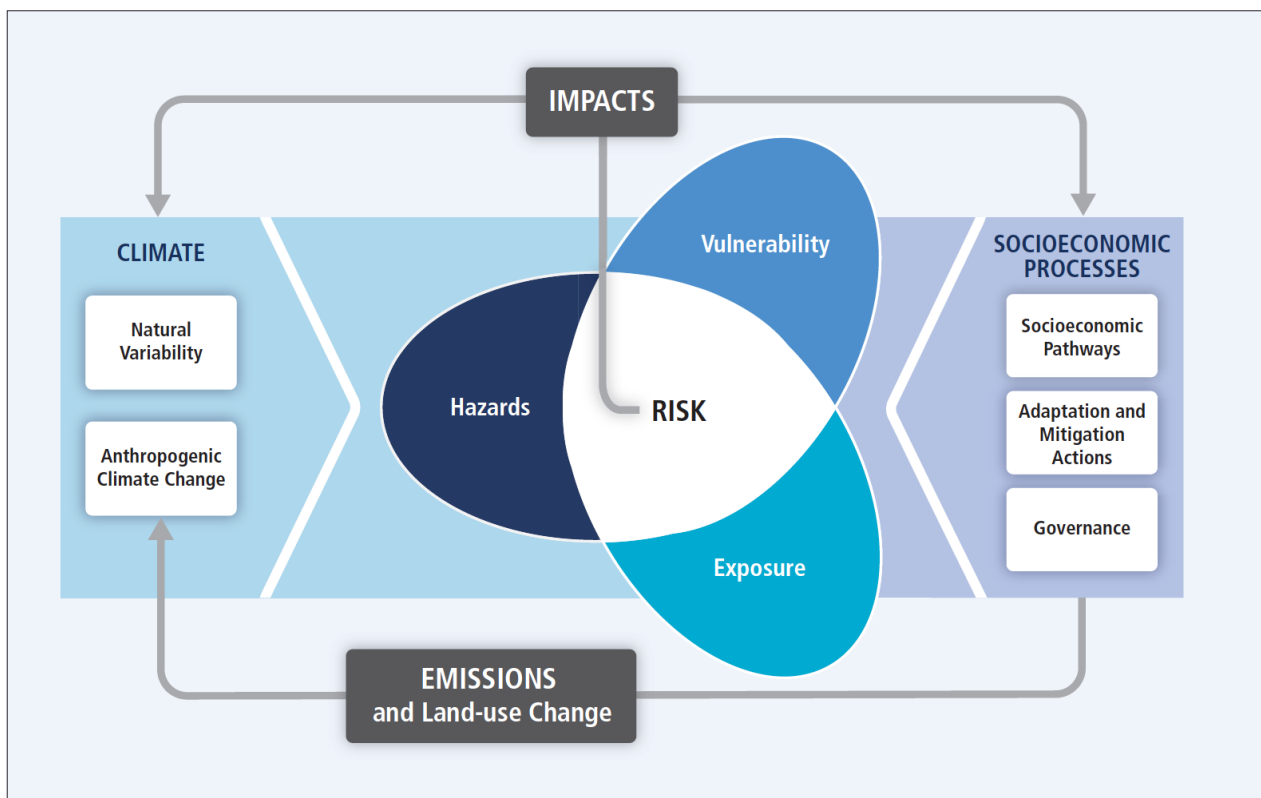 IMPACTS
CLIMATE
Natural
Variability
Anthropogenic
Climate Change
Hazards
Vulnerability
RISK
Exposure
SOCIOECONOMIC
PROCESSES
Socioeconomic
Pathways
Adaptation and
Mitigation
Actions
Governance
EMISSIONS
and Land-use Change